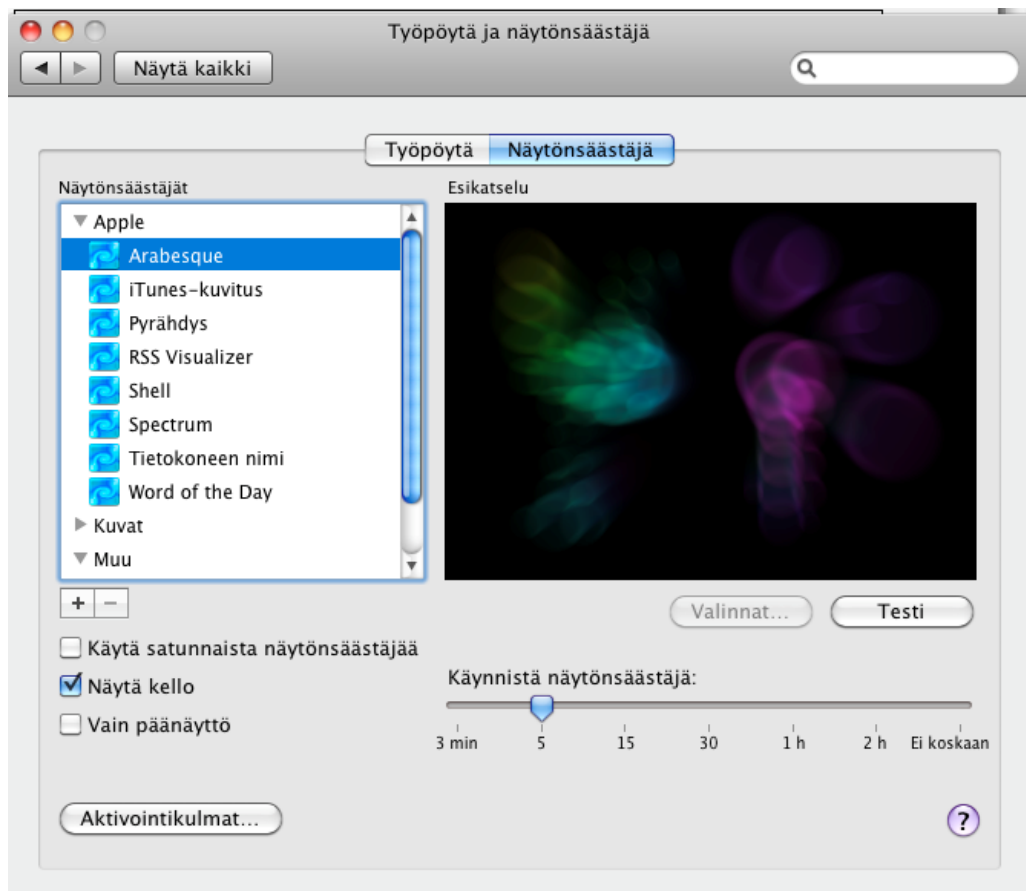 Työpöytä ja näytönsäästäjä
Näytä kaikki
Työpöytä Näytönsäästäjä
Näytönsäästäjät
Apple
Arabesque
iTunes-kuvitus
Pyrähdys
RSS Visualizer
Shell
Spectrum
Tietokoneen nimi
Word of the Day
Kuvat
Muu
+ −
Esikatselu
Valinnat... Testi
Käytä satunnaista näytönsäästäjää
Näytä kello
Vain päänäyttö
Käynnistä näytönsäästäjä:
3 min 5 15 30 1 h 2 h Ei koskaan
Aktivointikulmat... ?